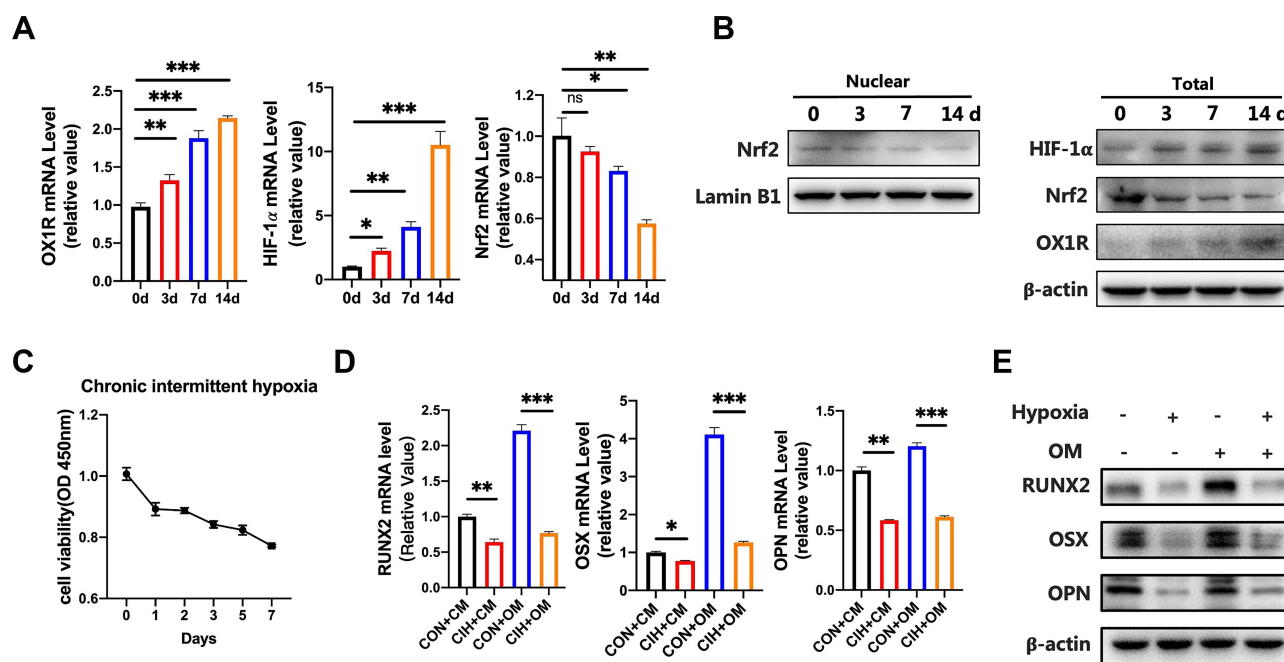 A
OX1R mRNA Level
(relative value)
2.5
2.0
1.5
1.0
0.5
0.0
**
***
***
0d 3d 7d 14d
HIF-1α mRNA Level
(relative value)
15
10
5
0
*
**
***
0d 3d 7d 14d
Nrf2 mRNA Level
(relative value)
1.2
1.0
0.8
0.6
0.4
ns
*
**
0d 3d 7d 14d
B
Nuclear
0 3 7 14 d
Nrf2
Lamin B1
Total
0 3 7 14 d
HIF-1α
Nrf2
OX1R
β-actin
C
Chronic intermittent hypoxia
cell viability(OD 450nm)
1.2
1.0
0.8
0.6
0 1 2 3 5 7
Days
D
RUNX2 mRNA level
(Relative Value)
2.5
2.0
1.5
1.0
0.5
0.0
**
***
CON+CM
CIH+CM
CON+OM
CIH+OM
OSX mRNA Level
(relative value)
5
4
3
2
1
0
*
***
CON+CM
CIH+CM
CON+OM
CIH+OM
OPN mRNA Level
(relative value)
1.5
1.0
0.5
0.0
**
***
CON+CM
CIH+CM
CON+OM
CIH+OM
E
Hypoxia - + - +
OM - - + +
RUNX2
OSX
OPN
β-actin